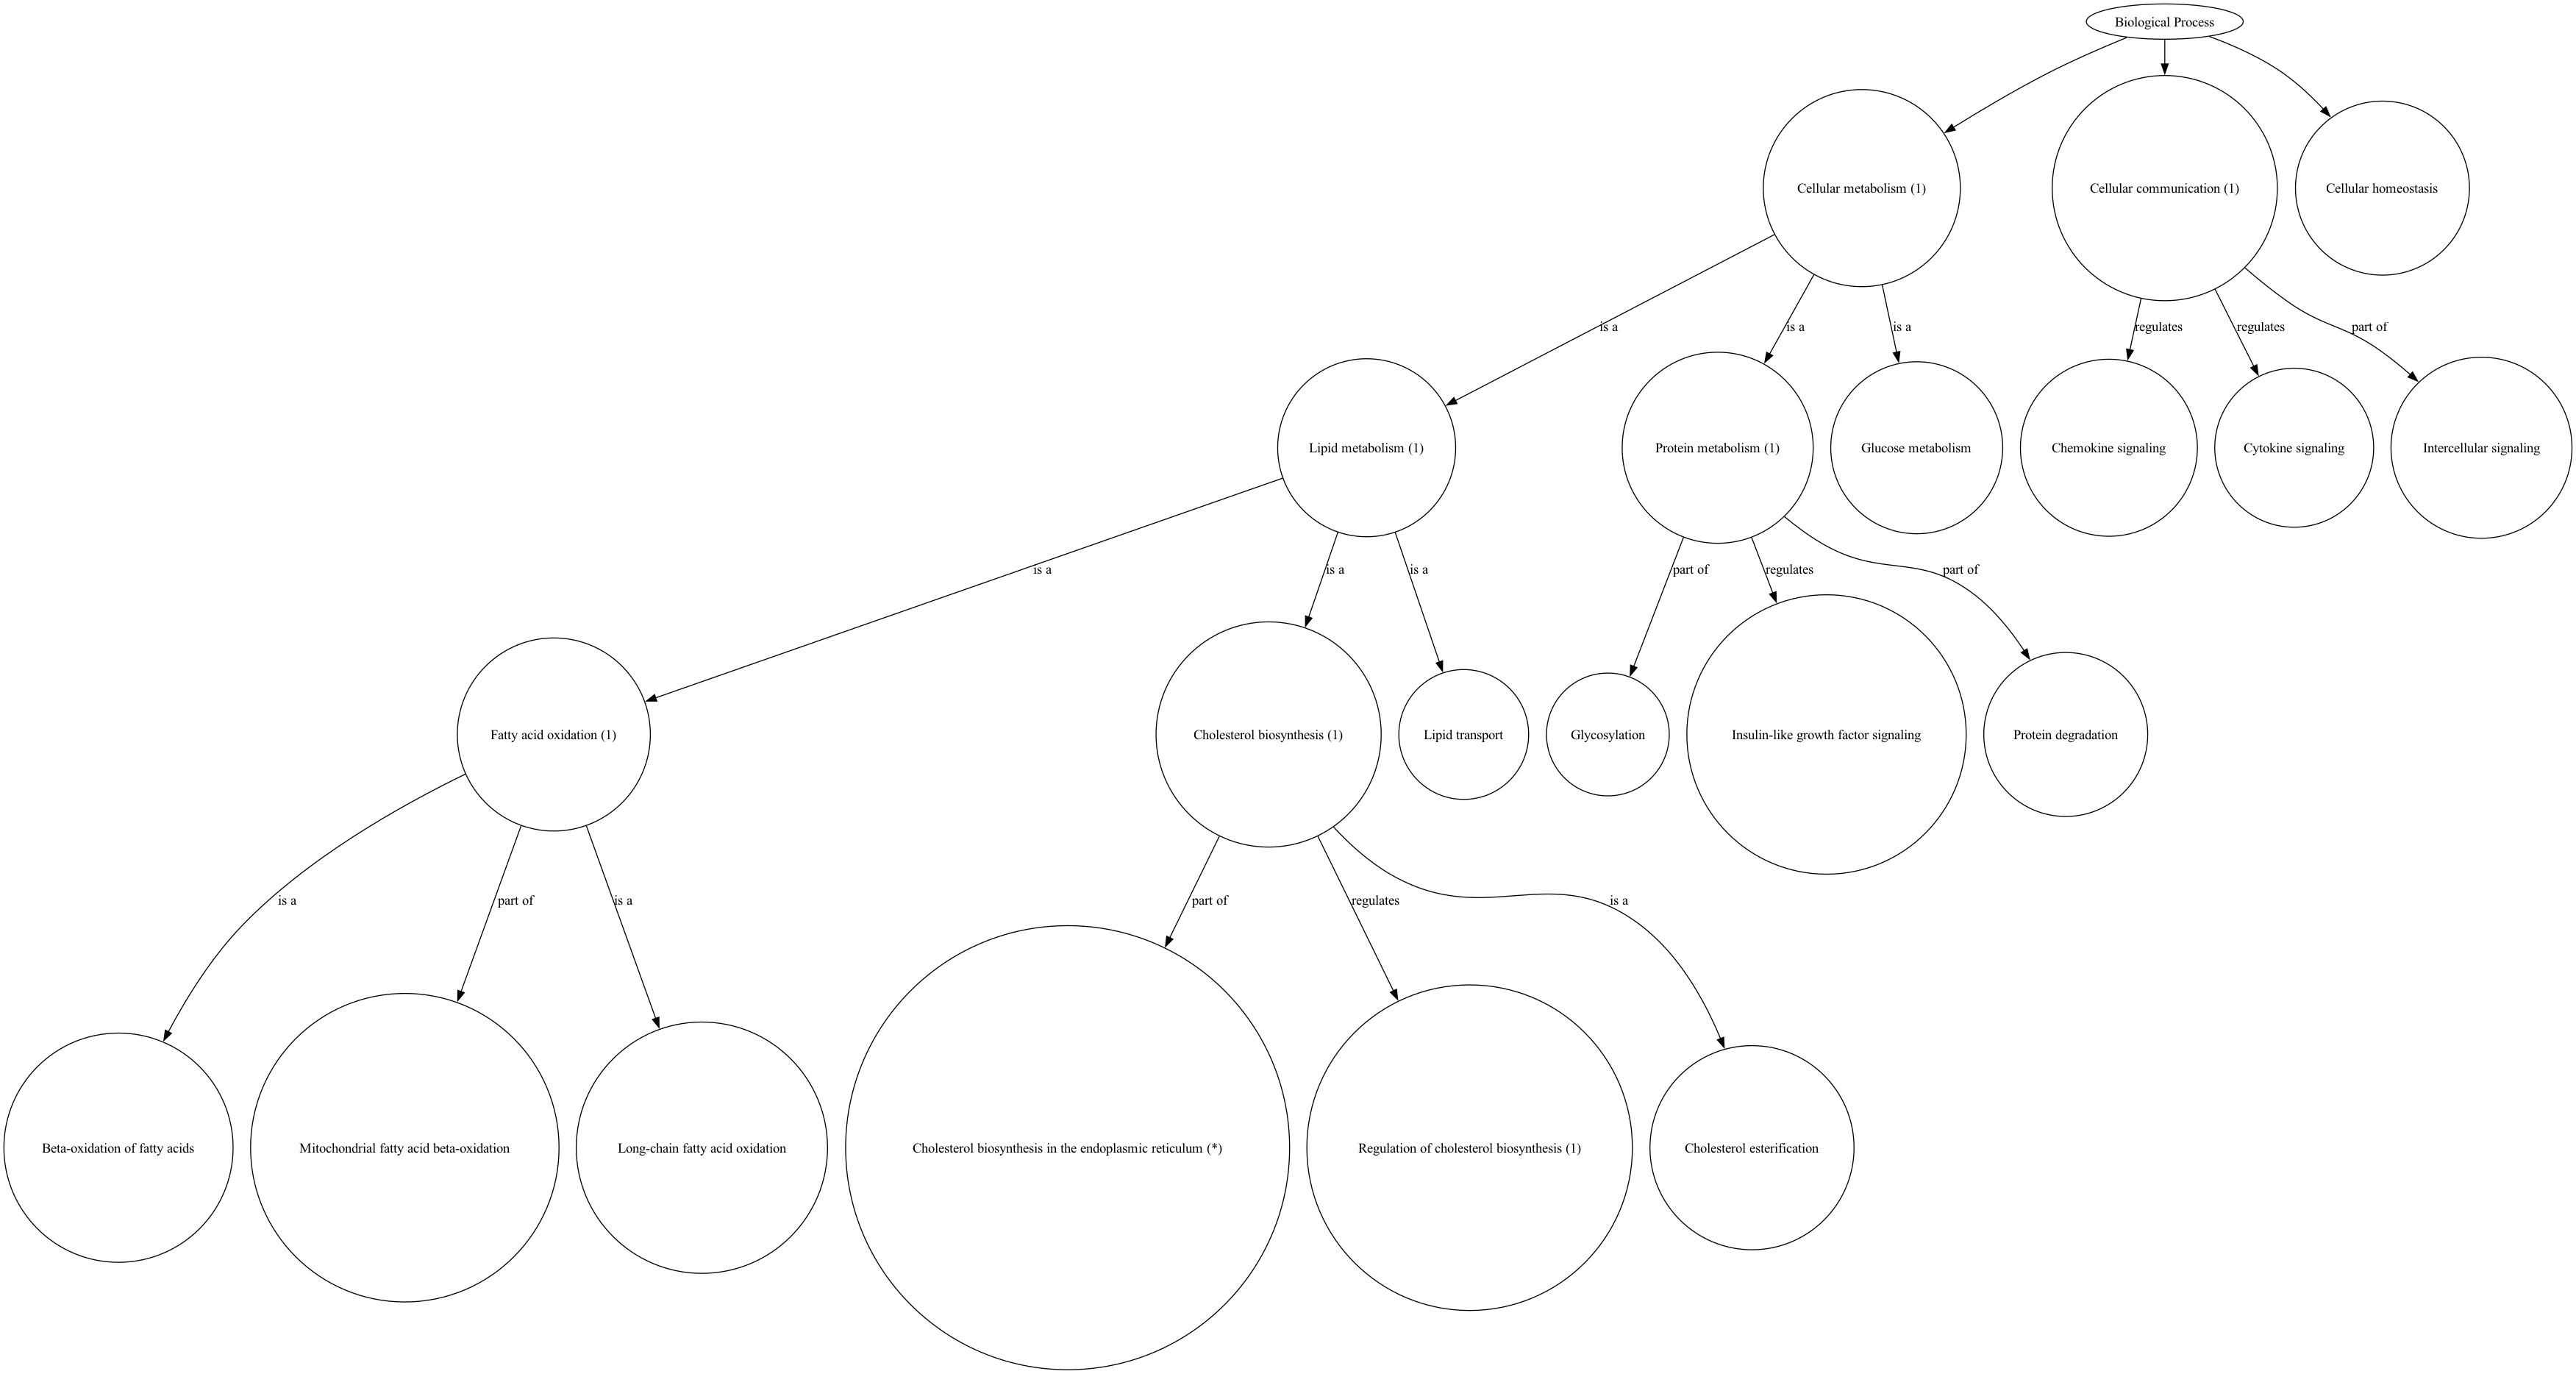 Biological Process
Cellular metabolism (1)
Cellular communication (1)
Cellular homeostasis
is a
is a
is a
regulates
regulates
part of
Lipid metabolism (1)
Protein metabolism (1)
Glucose metabolism
Chemokine signaling
Cytokine signaling
Intercellular signaling
is a
is a
is a
part of
regulates
part of
Fatty acid oxidation (1)
Cholesterol biosynthesis (1)
Lipid transport
Glycosylation
Insulin-like growth factor signaling
Protein degradation
is a
part of
is a
part of
regulates
is a
Beta-oxidation of fatty acids
Mitochondrial fatty acid beta-oxidation
Long-chain fatty acid oxidation
Cholesterol biosynthesis in the endoplasmic reticulum (*)
Regulation of cholesterol biosynthesis (1)
Cholesterol esterification